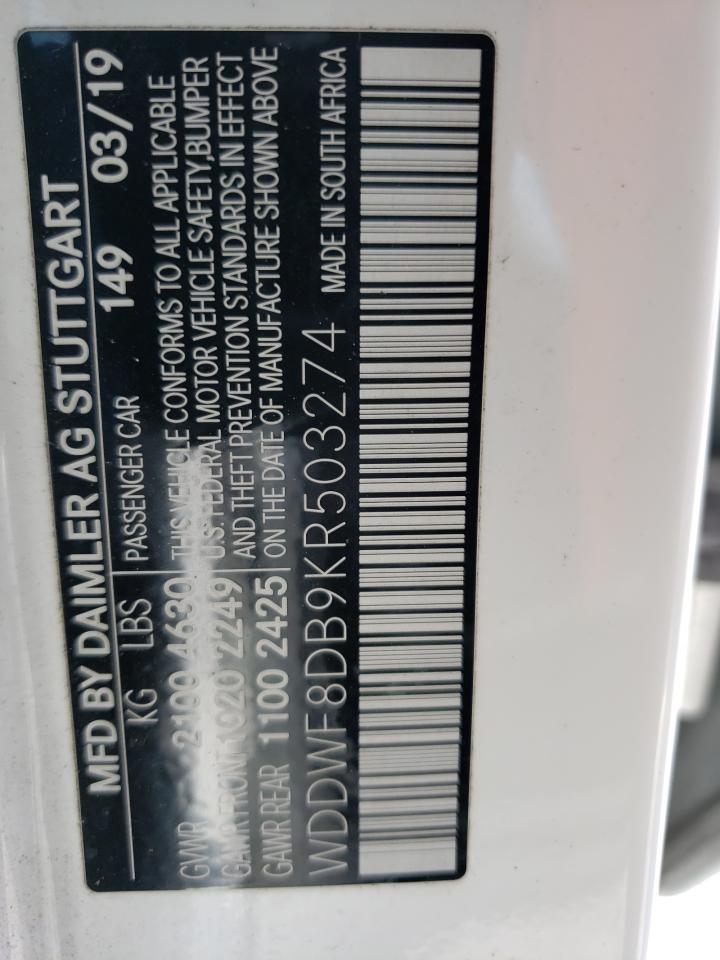 MFD BY DAIMLER AG STUTTGART
KG LBS PASSENGER CAR 149 03/19
GVWR 2100 4630 THIS VEHICLE CONFORMS TO ALL APPLICABLE
GAWR FRONT 1020 2249 U.S. FEDERAL MOTOR VEHICLE SAFETY,BUMPER
AND THEFT PREVENTION STANDARDS IN EFFECT
GAWR REAR 1100 2425 ON THE DATE OF MANUFACTURE SHOWN ABOVE
WDDWF8DB9KR503274 MADE IN SOUTH AFRICA